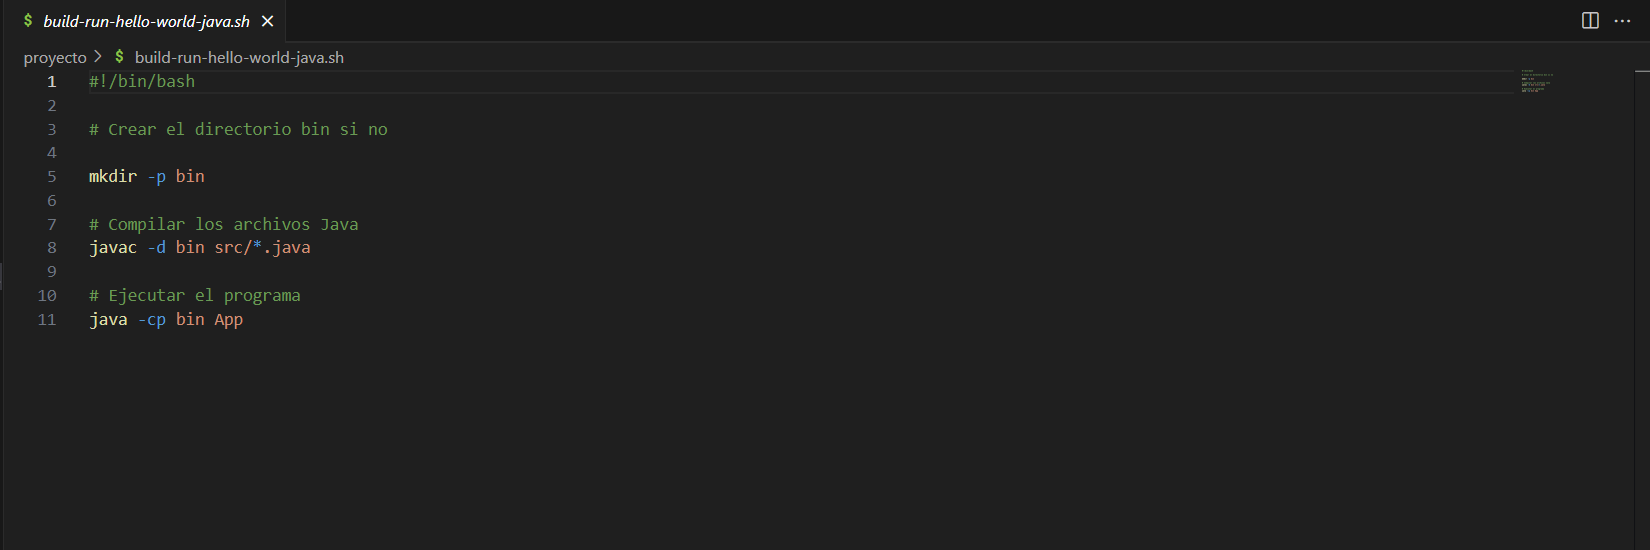 $ build-run-hello-world-java.sh ×
proyecto > $ build-run-hello-world-java.sh
1 #!/bin/bash
2
3 # Crear el directorio bin si no
4
5 mkdir -p bin
6
7 # Compilar los archivos Java
8 javac -d bin src/*.java
9
10 # Ejecutar el programa
11 java -cp bin App